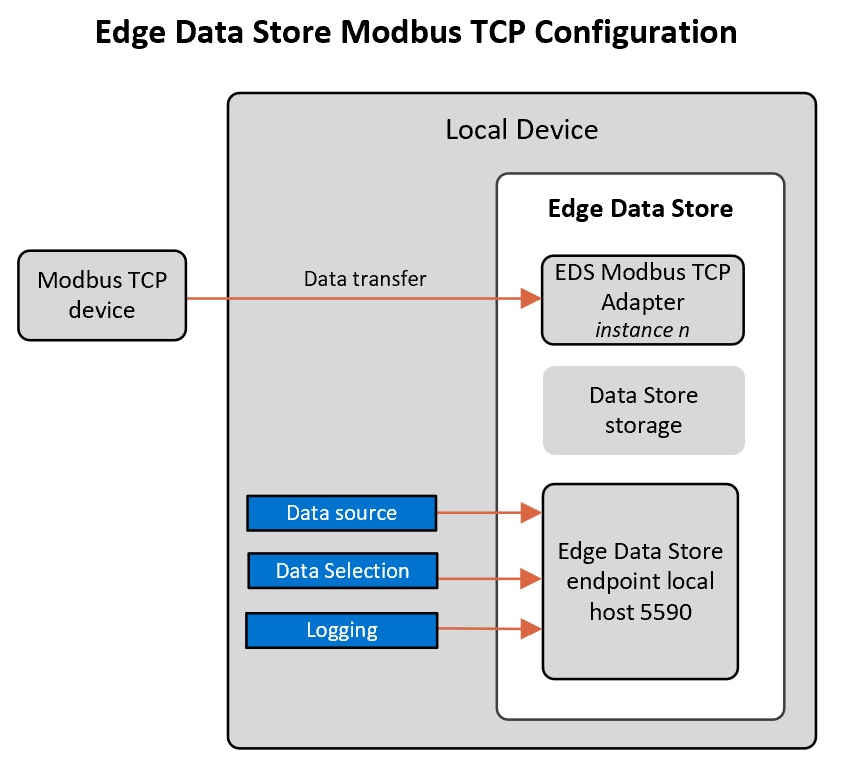 Edge Data Store Modbus TCP Configuration
Local Device
Edge Data Store
Modbus TCP
device
Data transfer
EDS Modbus TCP
Adapter
instance n
Data Store
storage
Data source
Data Selection
Logging
Edge Data Store
endpoint local
host 5590